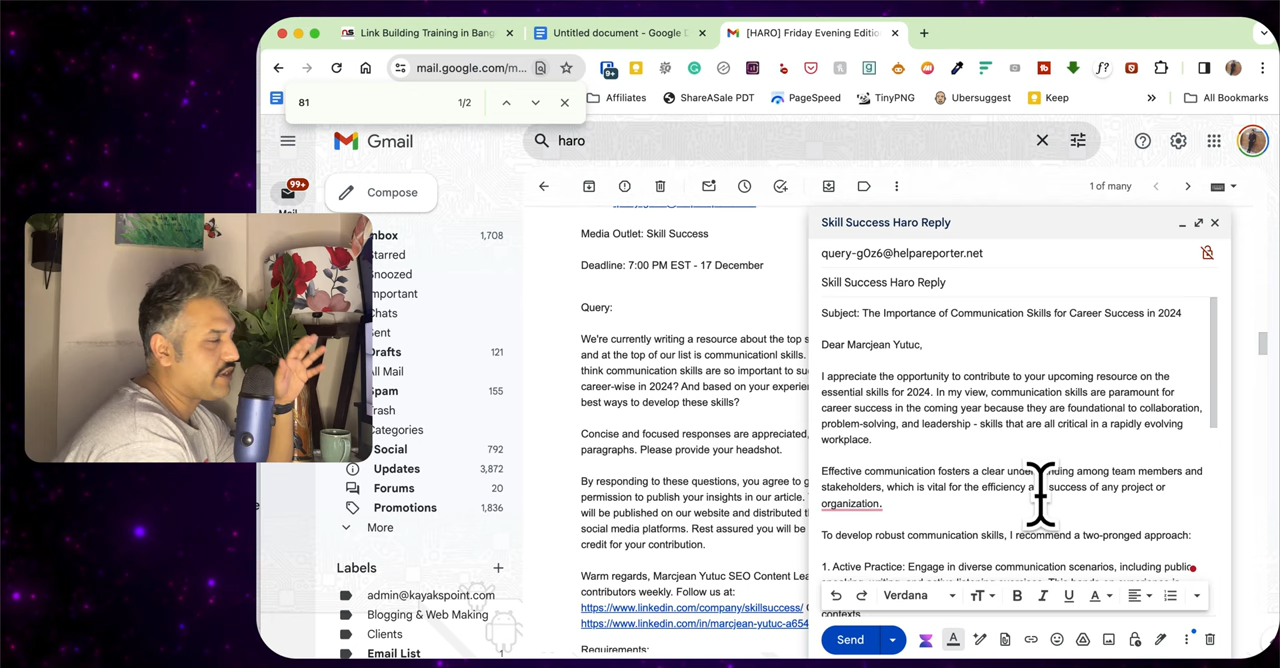 Link Building Training in Bang
Untitled document - Google D
[HARO] Friday Evening Editio
mail.google.com/m...
9+
81
1/2
Affiliates
ShareASale PDT
PageSpeed
TinyPNG
Ubersuggest
Keep
All Bookmarks
Gmail
haro
99+
Mail
Compose
1 of many
nbox 1,708
tarred
noozed
mportant
hats
ent
rafts 121
ll Mail
pam 155
rash
ategories
Social 792
Updates 3,872
Forums 20
Promotions 1,836
More
Labels
admin@kayakspoint.com
Blogging & Web Making
Clients
Email List
Media Outlet: Skill Success
Deadline: 7:00 PM EST - 17 December
Query:
We're currently writing a resource about the top s
and at the top of our list is communicationl skills.
think communication skills are so important to su
career-wise in 2024? And based on your experien
best ways to develop these skills?
Concise and focused responses are appreciated,
paragraphs. Please provide your headshot.
By responding to these questions, you agree to g
permission to publish your insights in our article.
will be published on our website and distributed t
social media platforms. Rest assured you will be
credit for your contribution.
Warm regards, Marcjean Yutuc SEO Content Lea
contributors weekly. Follow us at:
https://www.linkedin.com/company/skillsuccess/
https://www.linkedin.com/in/marcjean-yutuc-a654
Requirements:
Skill Success Haro Reply
query-g0z6@helpareporter.net
Skill Success Haro Reply
Subject: The Importance of Communication Skills for Career Success in 2024
Dear Marcjean Yutuc,
I appreciate the opportunity to contribute to your upcoming resource on the
essential skills for 2024. In my view, communication skills are paramount for
career success in the coming year because they are foundational to collaboration,
problem-solving, and leadership - skills that are all critical in a rapidly evolving
workplace.
Effective communication fosters a clear understanding among team members and
stakeholders, which is vital for the efficiency and success of any project or
organization.
To develop robust communication skills, I recommend a two-pronged approach:
1. Active Practice: Engage in diverse communication scenarios, including public
contexts
Verdana
Send